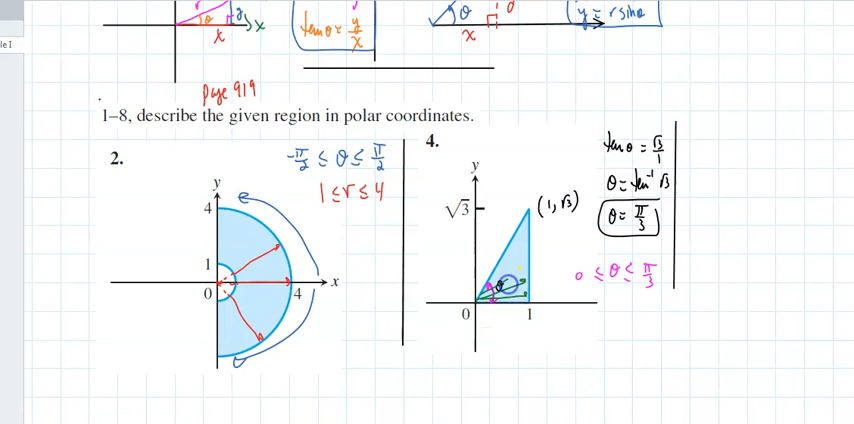 r y
θ x
x
tan θ = y/x
θ
x
y = r sin θ
le I
Page 919
1–8, describe the given region in polar coordinates.
2.
-π/2 ≤ θ ≤ π/2
1 ≤ r ≤ 4
y
4
1
0
4
x
4.
y
√3
(1, √3)
θ
0
1
tan θ = √3/1
θ = tan⁻¹ √3
θ = π/3
0 ≤ θ ≤ π/3